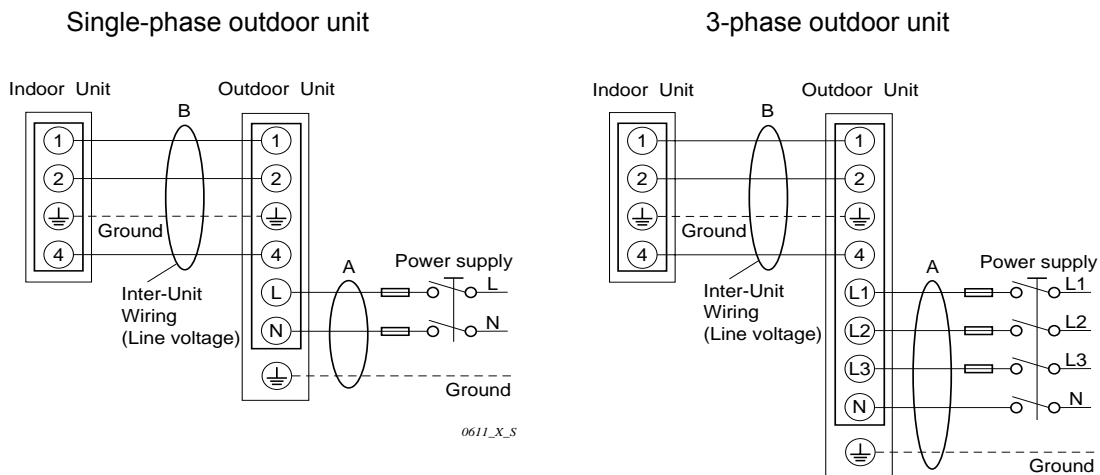 Single-phase outdoor unit
Indoor Unit
Outdoor Unit
B
1
1
2
2
Ground
4
4
A
Power supply
L
L
Inter-Unit
Wiring
(Line voltage)
N
N
Ground
0611_X_S
3-phase outdoor unit
Indoor Unit
Outdoor Unit
B
1
1
2
2
Ground
4
4
A
Power supply
L1
L1
Inter-Unit
Wiring
(Line voltage)
L2
L2
L3
L3
N
N
Ground